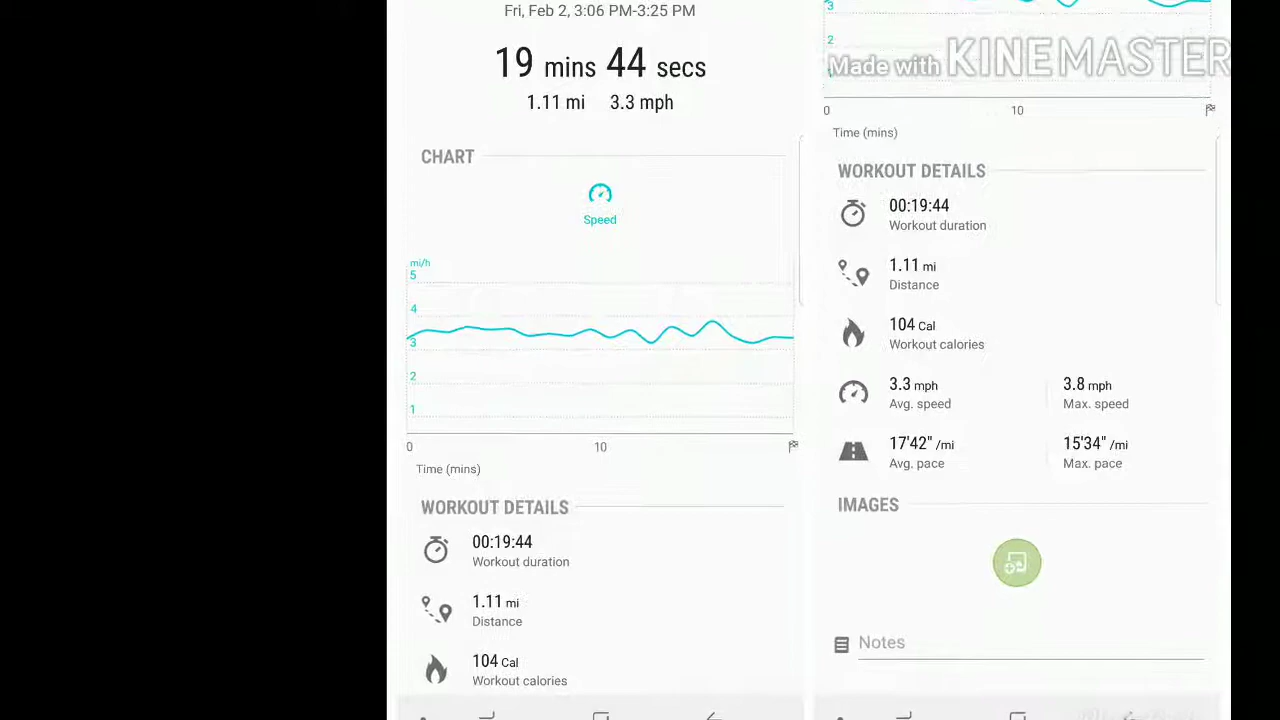 Fri, Feb 2, 3:06 PM-3:25 PM
19 mins 44 secs
1.11 mi 3.3 mph
CHART
Speed
mi/h
5
4
3
2
1
0 10
Time (mins)
WORKOUT DETAILS
00:19:44
Workout duration
1.11 mi
Distance
104 Cal
Workout calories
3
2
1
Made with KINEMASTER
0 10
Time (mins)
WORKOUT DETAILS
00:19:44
Workout duration
1.11 mi
Distance
104 Cal
Workout calories
3.3 mph 3.8 mph
Avg. speed Max. speed
17'42" /mi 15'34" /mi
Avg. pace Max. pace
IMAGES
Notes